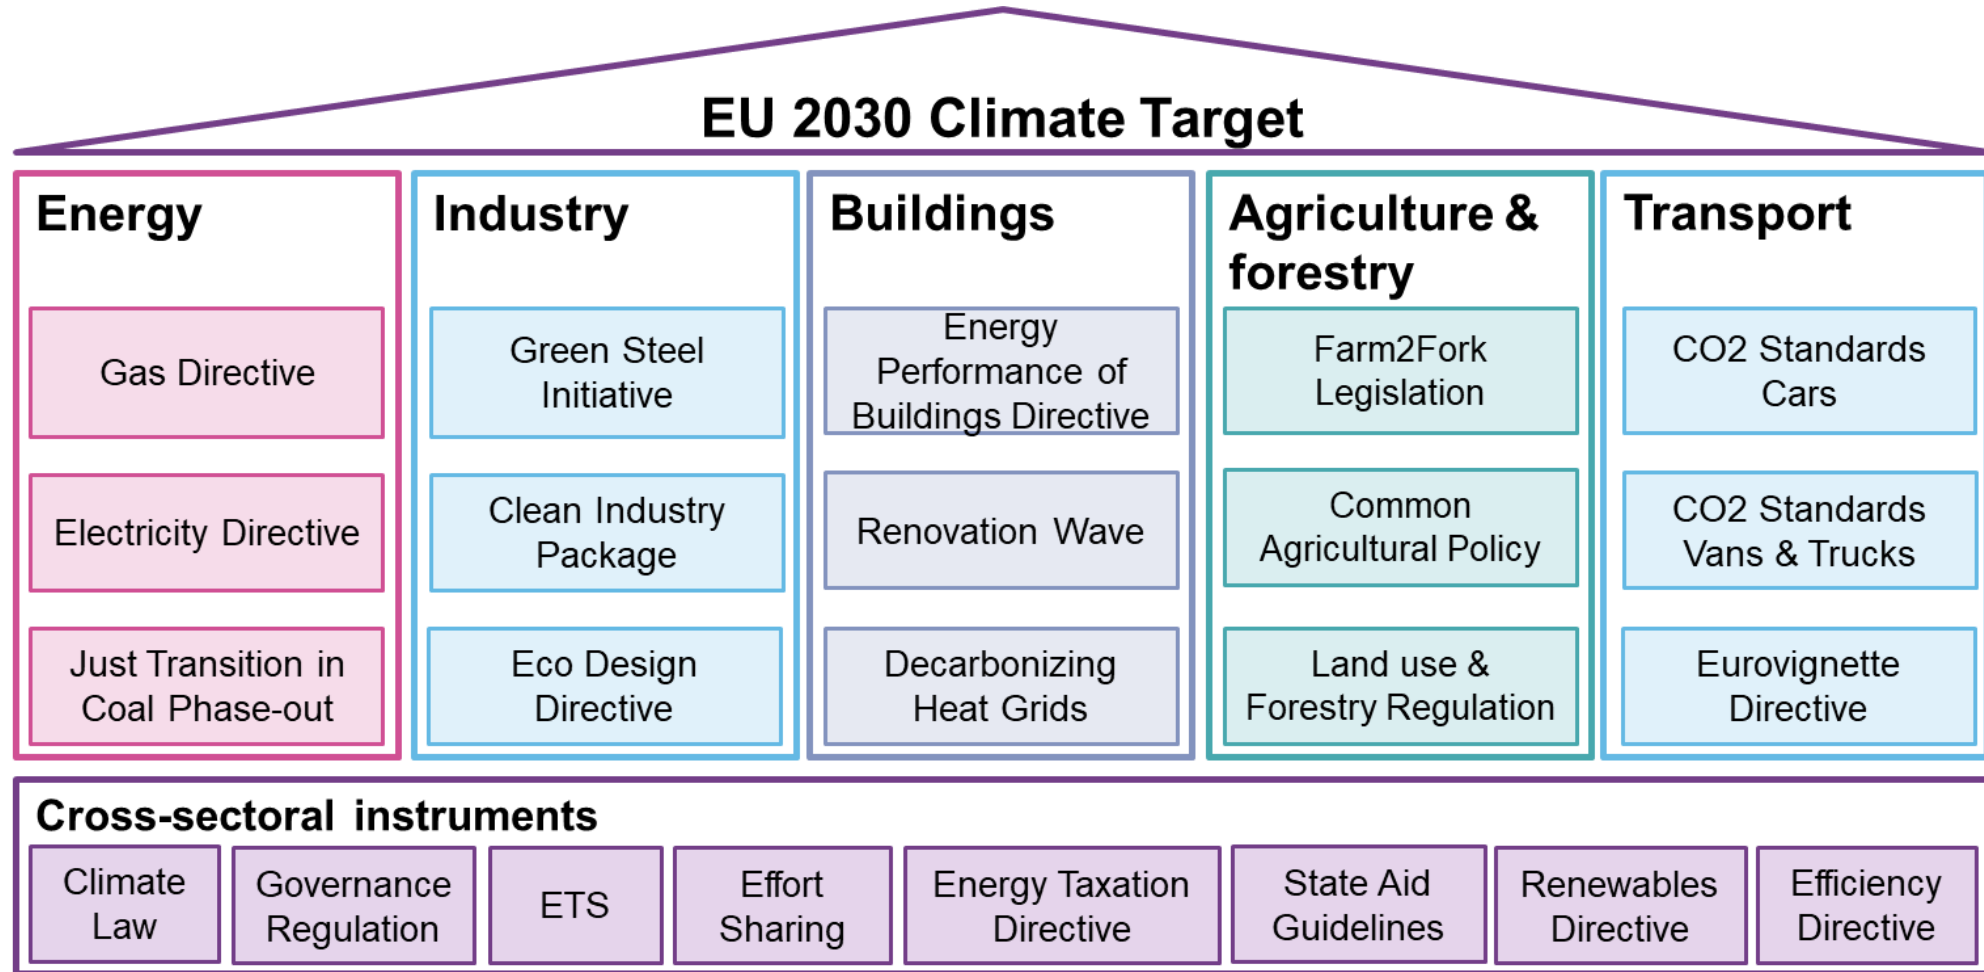 EU 2030 Climate Target
Energy
Gas Directive
Electricity Directive
Just Transition in
Coal Phase-out
Industry
Green Steel
Initiative
Clean Industry
Package
Eco Design
Directive
Buildings
Energy
Performance of
Buildings Directive
Renovation Wave
Decarbonizing
Heat Grids
Agriculture &
forestry
Farm2Fork
Legislation
Common
Agricultural Policy
Land use &
Forestry Regulation
Transport
CO2 Standards
Cars
CO2 Standards
Vans & Trucks
Eurovignette
Directive
Cross-sectoral instruments
Climate
Law
Governance
Regulation
ETS
Effort
Sharing
Energy Taxation
Directive
State Aid
Guidelines
Renewables
Directive
Efficiency
Directive